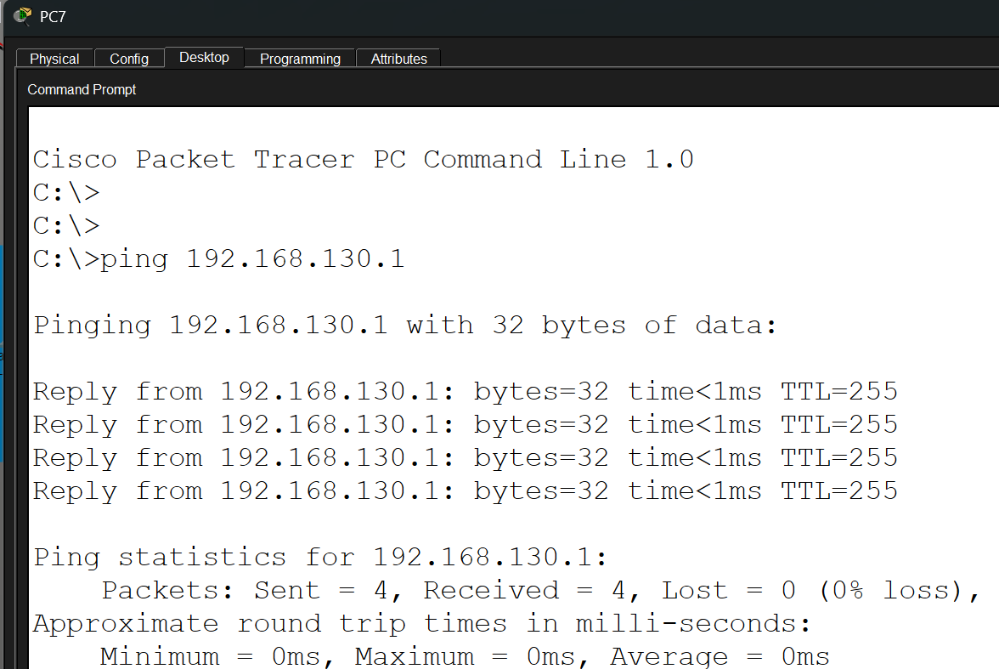 PC7
Physical Config Desktop Programming Attributes
Command Prompt
Cisco Packet Tracer PC Command Line 1.0
C:\>
C:\>
C:\>ping 192.168.130.1
Pinging 192.168.130.1 with 32 bytes of data:
Reply from 192.168.130.1: bytes=32 time<1ms TTL=255
Reply from 192.168.130.1: bytes=32 time<1ms TTL=255
Reply from 192.168.130.1: bytes=32 time<1ms TTL=255
Reply from 192.168.130.1: bytes=32 time<1ms TTL=255
Ping statistics for 192.168.130.1:
Packets: Sent = 4, Received = 4, Lost = 0 (0% loss),
Approximate round trip times in milli-seconds:
Minimum = 0ms, Maximum = 0ms, Average = 0ms